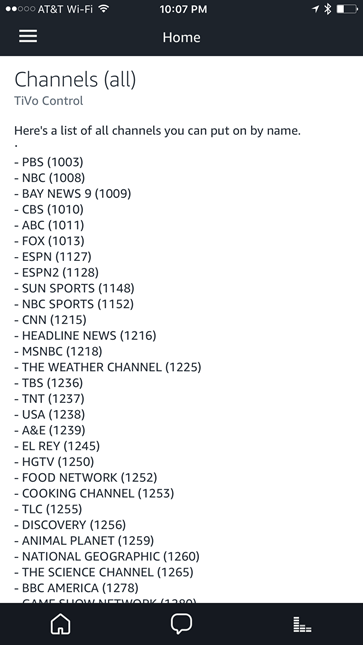 ●●○○○ AT&T Wi-Fi 10:07 PM
Home
Channels (all)
TiVo Control
Here's a list of all channels you can put on by name.
.
- PBS (1003)
- NBC (1008)
- BAY NEWS 9 (1009)
- CBS (1010)
- ABC (1011)
- FOX (1013)
- ESPN (1127)
- ESPN2 (1128)
- SUN SPORTS (1148)
- NBC SPORTS (1152)
- CNN (1215)
- HEADLINE NEWS (1216)
- MSNBC (1218)
- THE WEATHER CHANNEL (1225)
- TBS (1236)
- TNT (1237)
- USA (1238)
- A&E (1239)
- EL REY (1245)
- HGTV (1250)
- FOOD NETWORK (1252)
- COOKING CHANNEL (1253)
- TLC (1255)
- DISCOVERY (1256)
- ANIMAL PLANET (1259)
- NATIONAL GEOGRAPHIC (1260)
- THE SCIENCE CHANNEL (1265)
- BBC AMERICA (1278)
- GAME SHOW NETWORK (1280)